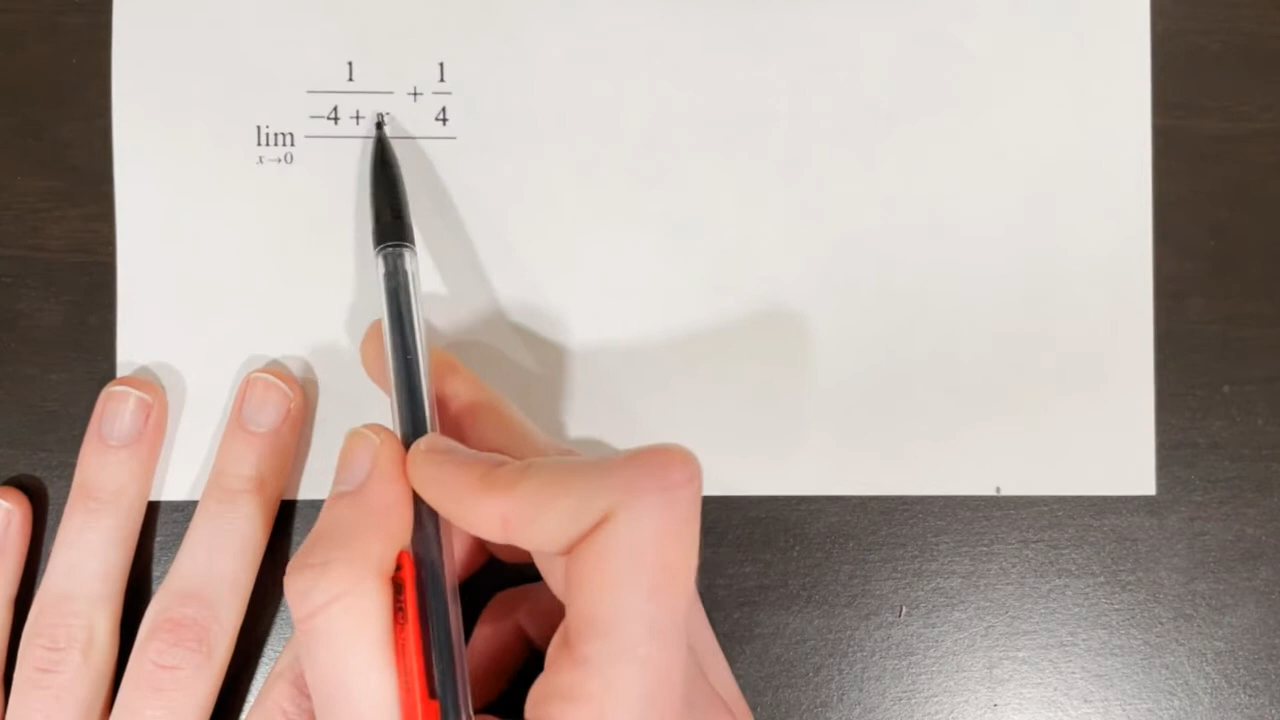 lim x→0 (1/(−4 + x) + 1/4)/